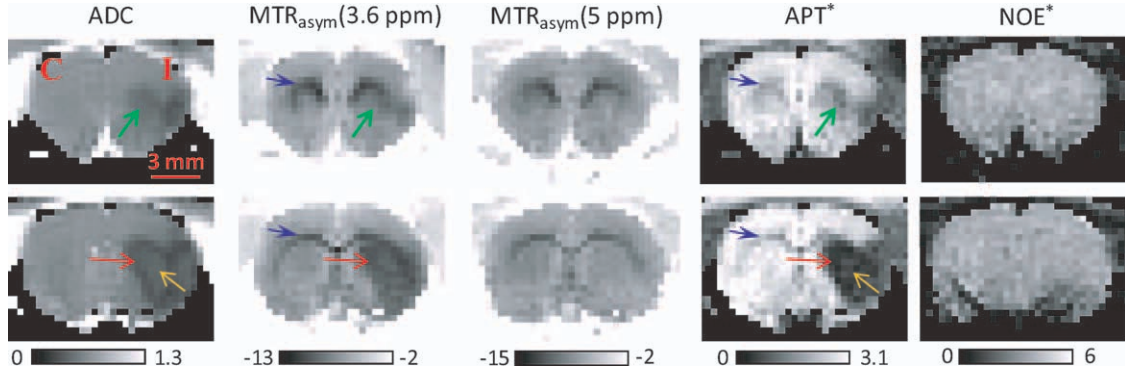 ADC MTRasym(3.6 ppm) MTRasym(5 ppm) APT* NOE*
C I
3 mm
0 1.3 -13 -2 -15 -2 0 3.1 0 6